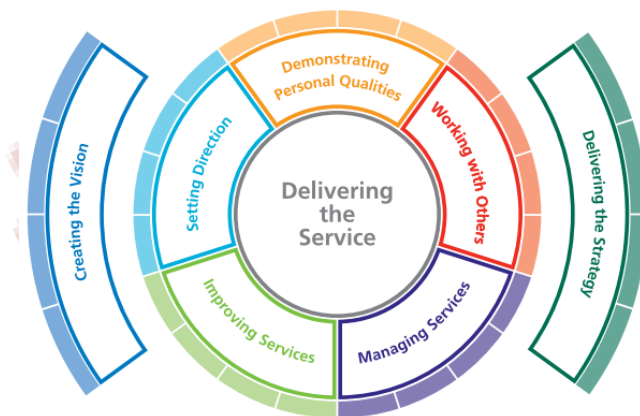 Demonstrating
Personal Qualities
Working with Others
Managing Services
Improving Services
Setting Direction
Delivering
the
Service
Creating the Vision
Delivering the Strategy